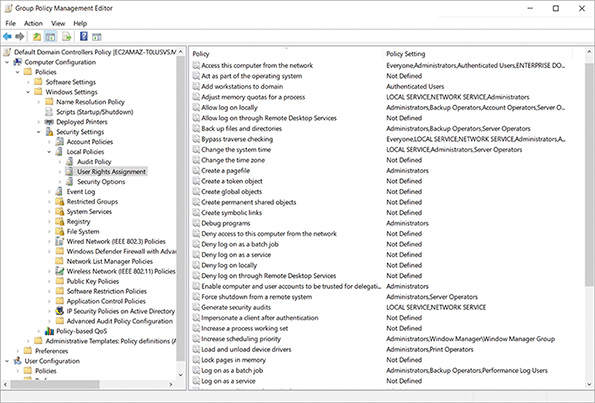 Group Policy Management Editor
File Action View Help
Default Domain Controllers Policy [EC2AMAZ-T0LUSVS.M
Computer Configuration
Policies
Software Settings
Windows Settings
Name Resolution Policy
Scripts (Startup/Shutdown)
Deployed Printers
Security Settings
Account Policies
Local Policies
Audit Policy
User Rights Assignment
Security Options
Event Log
Restricted Groups
System Services
Registry
File System
Wired Network (IEEE 802.3) Policies
Windows Defender Firewall with Advan
Network List Manager Policies
Wireless Network (IEEE 802.11) Policies
Public Key Policies
Software Restriction Policies
Application Control Policies
IP Security Policies on Active Directory
Advanced Audit Policy Configuration
Policy-based QoS
Administrative Templates: Policy definitions (A
Preferences
User Configuration
Policies
Policy Policy Setting
Access this computer from the network Everyone,Administrators,Authenticated Users,ENTERPRISE DO...
Act as part of the operating system Not Defined
Add workstations to domain Authenticated Users
Adjust memory quotas for a process LOCAL SERVICE,NETWORK SERVICE,Administrators
Allow log on locally Administrators,Backup Operators,Account Operators,Server O...
Allow log on through Remote Desktop Services Not Defined
Back up files and directories Administrators,Backup Operators,Server Operators
Bypass traverse checking Everyone,LOCAL SERVICE,NETWORK SERVICE,Administrators,A...
Change the system time LOCAL SERVICE,Administrators,Server Operators
Change the time zone Not Defined
Create a pagefile Administrators
Create a token object Not Defined
Create global objects Not Defined
Create permanent shared objects Not Defined
Create symbolic links Not Defined
Debug programs Administrators
Deny access to this computer from the network Not Defined
Deny log on as a batch job Not Defined
Deny log on as a service Not Defined
Deny log on locally Not Defined
Deny log on through Remote Desktop Services Not Defined
Enable computer and user accounts to be trusted for delegati... Administrators
Force shutdown from a remote system Administrators,Server Operators
Generate security audits LOCAL SERVICE,NETWORK SERVICE
Impersonate a client after authentication Not Defined
Increase a process working set Not Defined
Increase scheduling priority Administrators,Window Manager\Window Manager Group
Load and unload device drivers Administrators,Print Operators
Lock pages in memory Not Defined
Log on as a batch job Administrators,Backup Operators,Performance Log Users
Log on as a service Not Defined